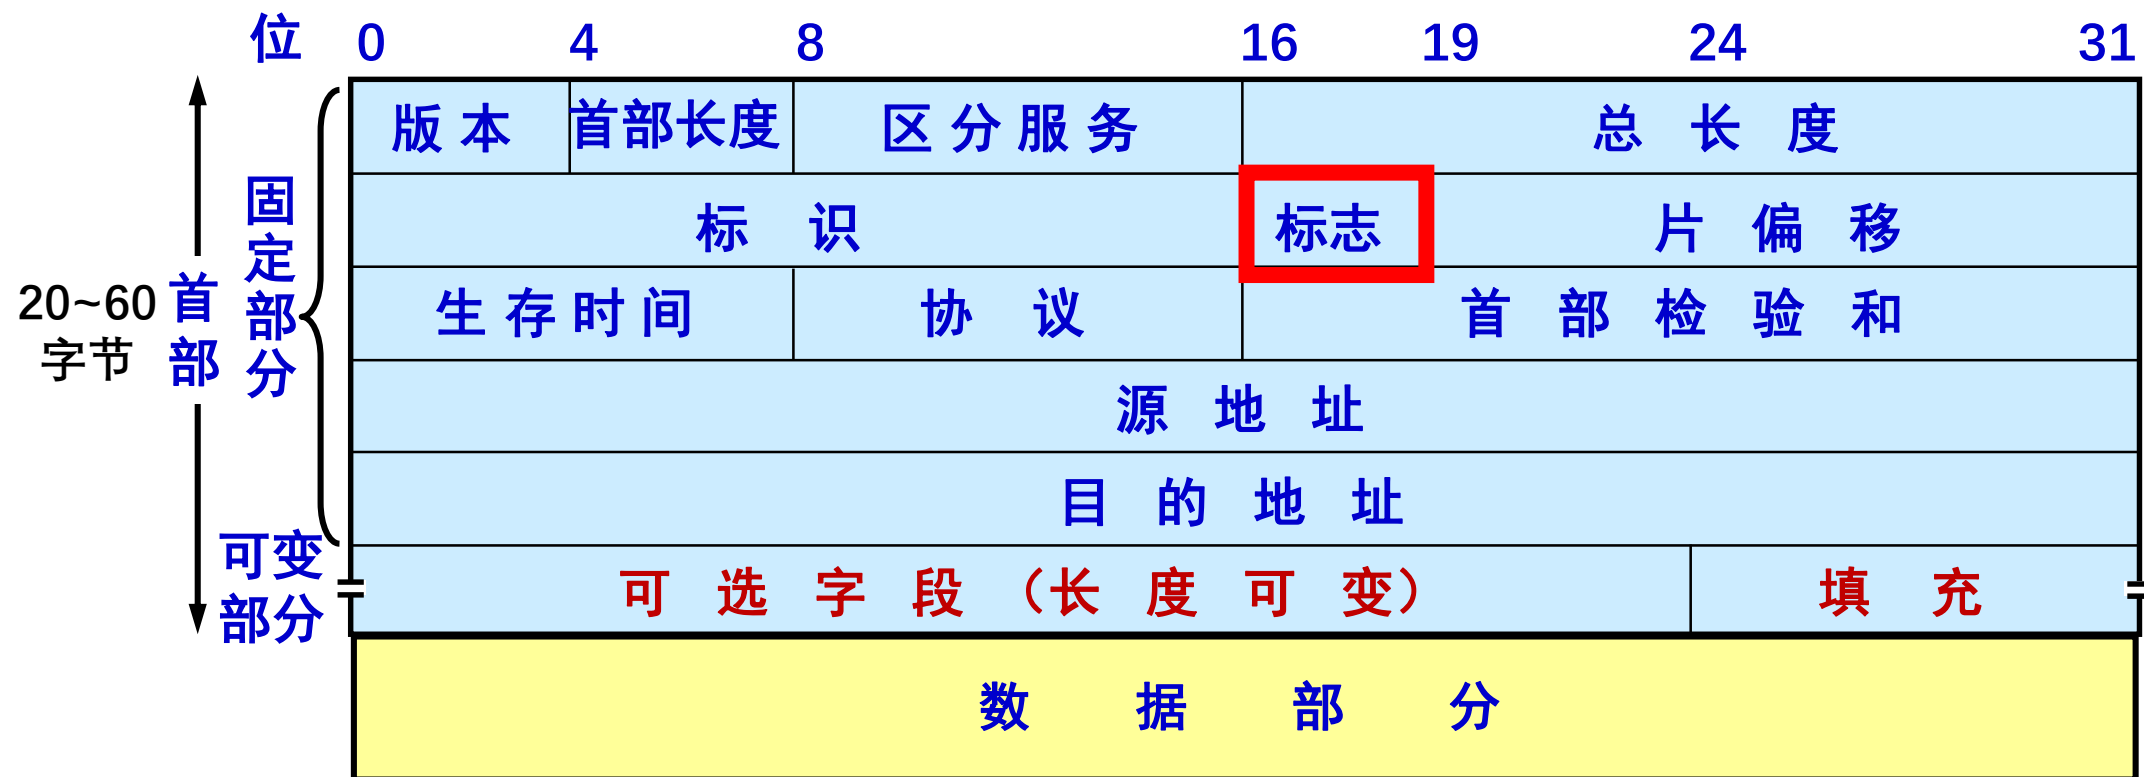 位 0 4 8 16 19 24 31
版本 首部长度 区分服务 总长度
标识 标志 片偏移
生存时间 协议 首部检验和
源地址
目的地址
可选字段（长度可变） 填充
数据部分
20~60
字节
首
部
固
定
部
分
可变
部分